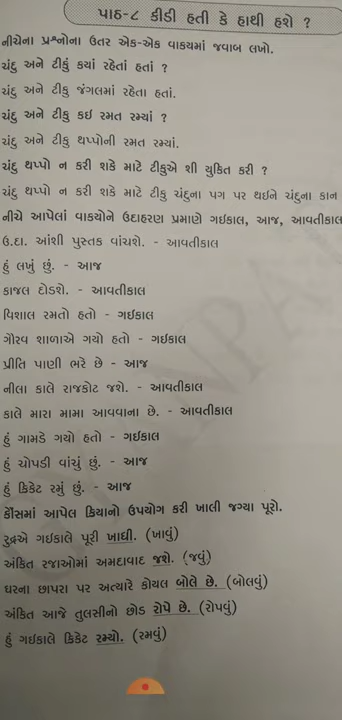 પાઠ-૮ કીડી હતી કે હાથી હશે ?
નીચેના પ્રશ્નોના ઉતર એક-એક વાકયમાં જવાબ લખો.
ચંદુ અને ટીકું કયાં રહેતાં હતાં ?
ચંદુ અને ટીકુ જંગલમાં રહેતા હતાં.
ચંદુ અને ટીકુ કઈ રમત રમ્યાં ?
ચંદુ અને ટીકુ થપ્પોની રમત રમ્યાં.
ચંદુ થપ્પો ન કરી શકે માટે ટીકુએ શી યુકિત કરી ?
ચંદુ થપ્પો ન કરી શકે માટે ટીકુ ચંદુના પગ પર થઈને ચંદુના કાન
નીચે આપેલાં વાકયોને ઉદાહરણ પ્રમાણે ગઈકાલ, આજ, આવતીકાલ
ઉ.દા. આંશી પુસ્તક વાંચશે. - આવતીકાલ
હું લખું છું. - આજ
કાજલ દોડશે. - આવતીકાલ
વિશાલ રમતો હતો - ગઈકાલ
ગૌરવ શાળાએ ગયો હતો - ગઈકાલ
પ્રીતિ પાણી ભરે છે - આજ
નીલા કાલે રાજકોટ જશે. - આવતીકાલ
કાલે મારા મામા આવવાના છે. - આવતીકાલ
હું ગામડે ગયો હતો - ગઈકાલ
હું ચોપડી વાંચું છું. - આજ
હું ક્રિકેટ રમું છું. - આજ
કૌંસમાં આપેલ ક્રિયાનો ઉપયોગ કરી ખાલી જગ્યા પૂરો.
રુદ્રએ ગઈકાલે પૂરી ખાધી. (ખાવું)
અંકિત રજાઓમાં અમદાવાદ જશે. (જવું)
ઘરના છાપરા પર અત્યારે કોયલ બોલે છે. (બોલવું)
અંકિત આજે તુલસીનો છોડ રોપે છે. (રોપવું)
હું ગઈકાલે ક્રિકેટ રમ્યો. (રમવું)